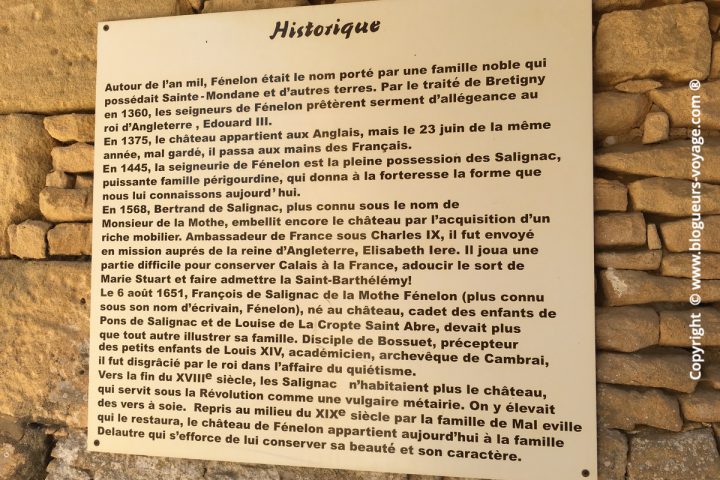 Historique
Autour de l'an mil, Fénelon était le nom porté par une famille noble qui
possédait Sainte-Mondane et d'autres terres. Par le traité de Bretigny
en 1360, les seigneurs de Fénelon prêtèrent serment d'allégeance au
roi d'Angleterre , Edouard III.
En 1375, le château appartient aux Anglais, mais le 23 juin de la même
année, mal gardé, il passa aux mains des Français.
En 1445, la seigneurie de Fénelon est la pleine possession des Salignac,
puissante famille périgourdine, qui donna à la forteresse la forme que
nous lui connaissons aujourd'hui.
En 1568, Bertrand de Salignac, plus connu sous le nom de
Monsieur de la Mothe, embellit encore le château par l'acquisition d'un
riche mobilier. Ambassadeur de France sous Charles IX, il fut envoyé
en mission auprés de la reine d'Angleterre, Elisabeth Iere. Il joua une
partie difficile pour conserver Calais à la France, adoucir le sort de
Marie Stuart et faire admettre la Saint-Barthélémy!
Le 6 août 1651, François de Salignac de la Mothe Fénelon (plus connu
sous son nom d'écrivain, Fénelon), né au château, cadet des enfants de
Pons de Salignac et de Louise de La Cropte Saint Abre, devait plus
que tout autre illustrer sa famille. Disciple de Bossuet, précepteur
des petits enfants de Louis XIV, académicien, archevêque de Cambrai,
il fut disgrâcié par le roi dans l'affaire du quiétisme.
Vers la fin du XVIIIe siècle, les Salignac n'habitaient plus le château,
qui servit sous la Révolution comme une vulgaire métairie. On y élevait
des vers à soie. Repris au milieu du XIXe siècle par la famille de Mal eville
qui le restaura, le château de Fénelon appartient aujourd'hui à la famille
Delautre qui s'efforce de lui conserver sa beauté et son caractère.
Copyright © www.blogueurs-voyage.com ®